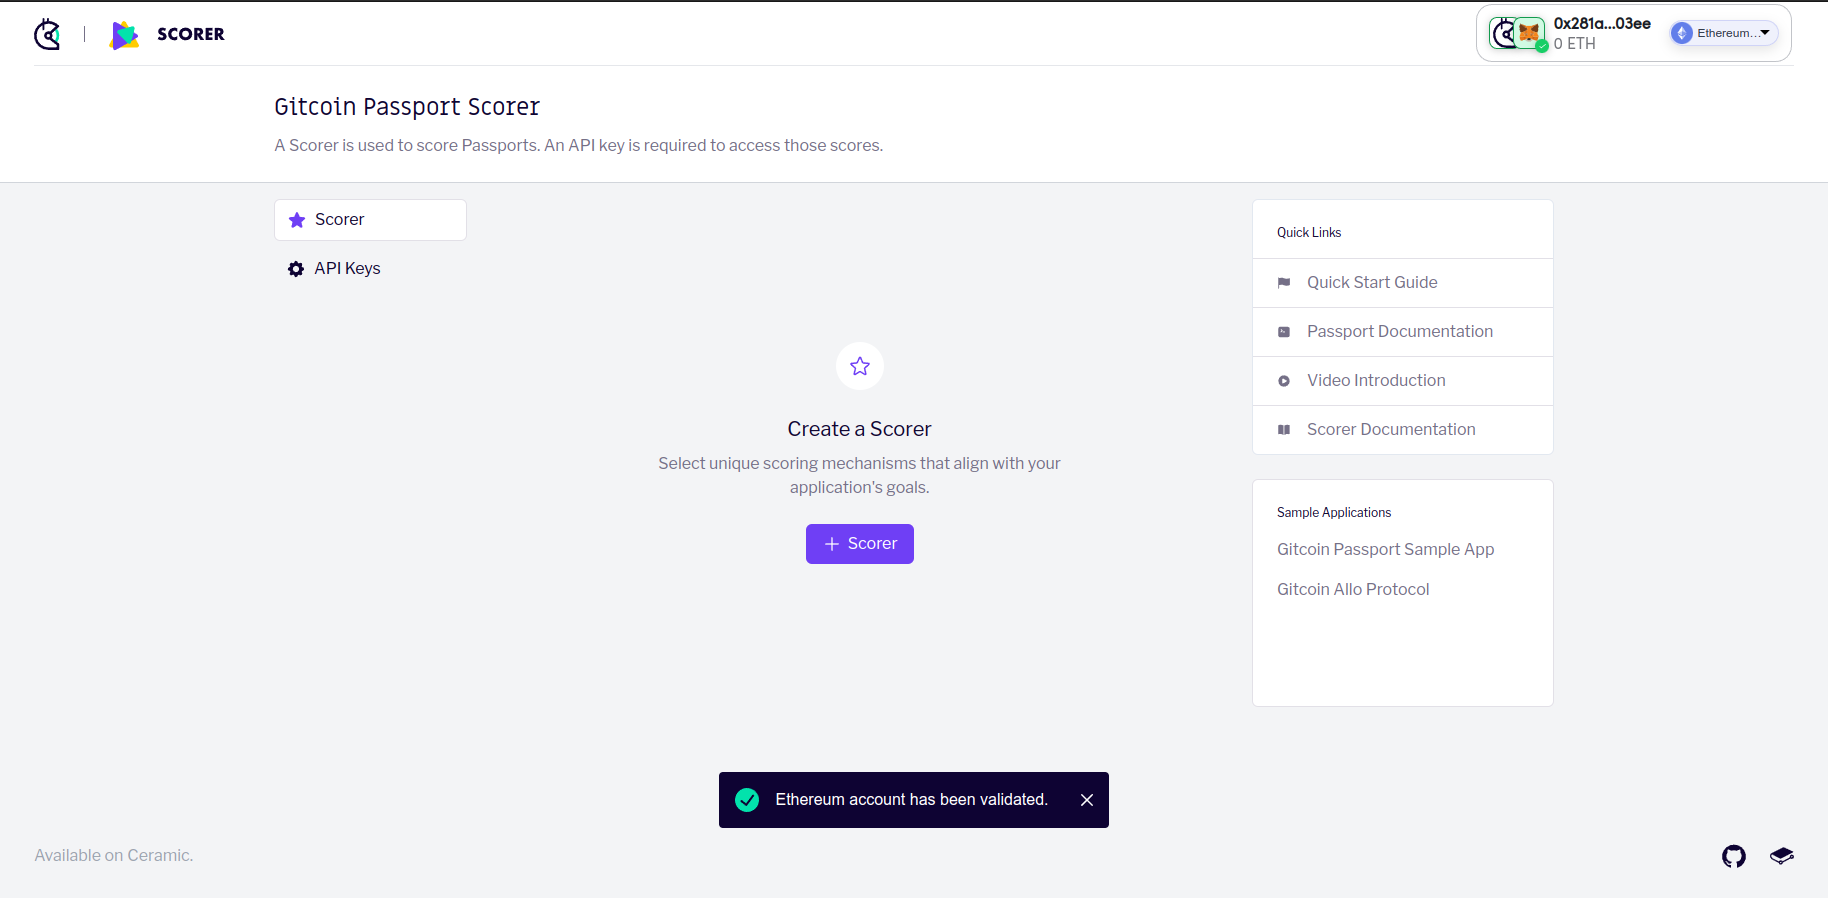 SCORER
0x281a...03ee
0 ETH
Ethereum...
Gitcoin Passport Scorer
A Scorer is used to score Passports. An API key is required to access those scores.
Scorer
API Keys
Create a Scorer
Select unique scoring mechanisms that align with your
application's goals.
+ Scorer
Quick Links
Quick Start Guide
Passport Documentation
Video Introduction
Scorer Documentation
Sample Applications
Gitcoin Passport Sample App
Gitcoin Allo Protocol
Ethereum account has been validated.
Available on Ceramic.